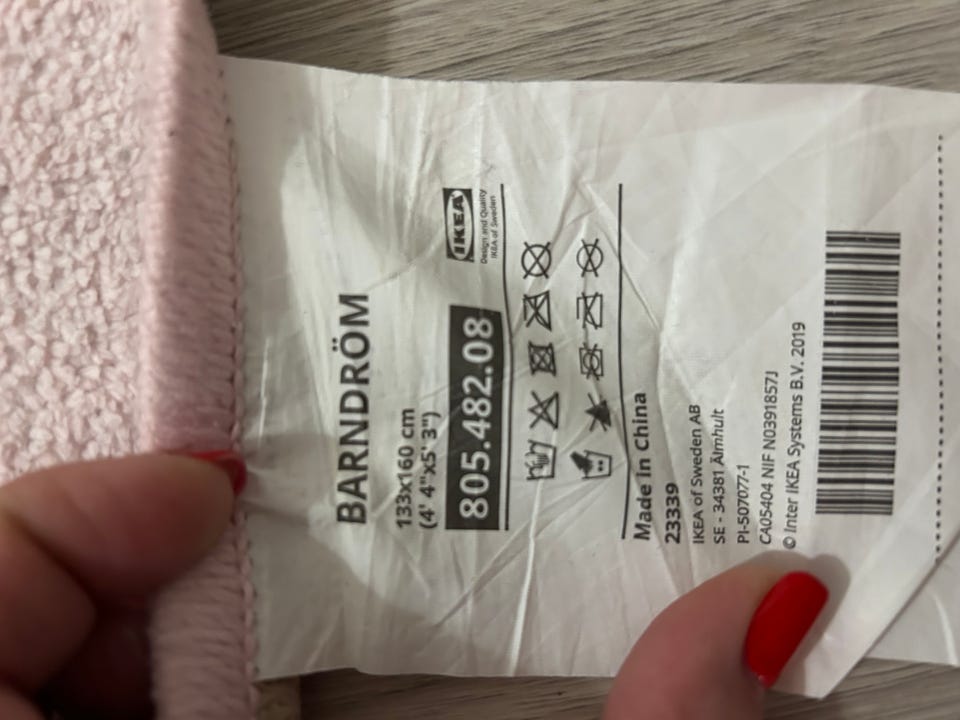 BARNDRÖM
133x160 cm
(4' 4"x5' 3")
805.482.08
IKEA
Design and Quality
IKEA of Sweden
Made in China
23339
IKEA of Sweden AB
SE - 34381 Älmhult
PI-507077-1
CA05404 NIF N0391857J
© Inter IKEA Systems B.V. 2019